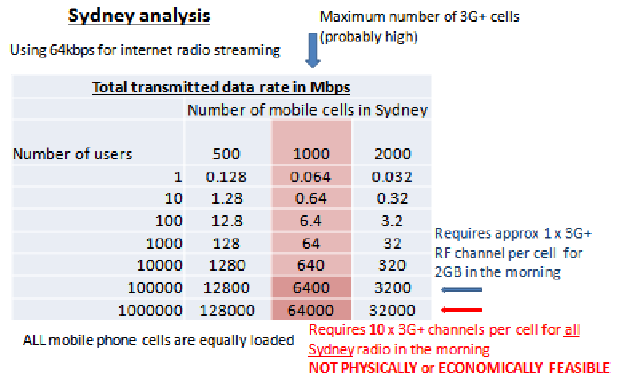 Sydney analysis
Maximum number of 3G+ cells
(probably high)
Using 64kbps for internet radio streaming
Total transmitted data rate in Mbps
Number of mobile cells in Sydney
Number of users 500 1000 2000
1 0.128 0.064 0.032
10 1.28 0.64 0.32
100 12.8 6.4 3.2
1000 128 64 32
10000 1280 640 320
100000 12800 6400 3200
1000000 128000 64000 32000
Requires approx 1 x 3G+
RF channel per cell for
2GB in the morning
ALL mobile phone cells are equally loaded
Requires 10 x 3G+ channels per cell for all
Sydney radio in the morning
NOT PHYSICALLY or ECONOMICALLY FEASIBLE